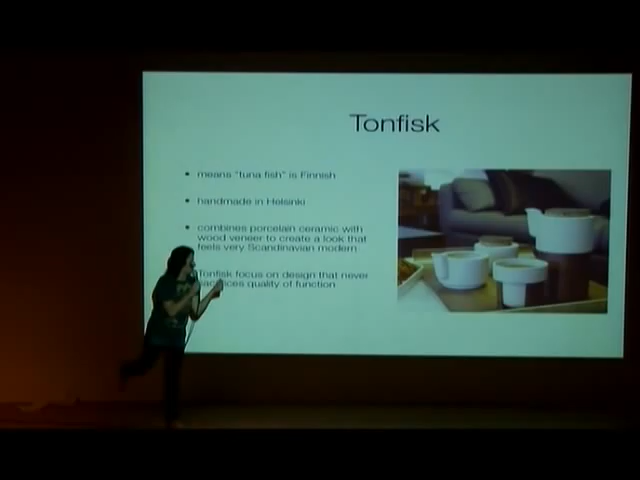 Tonfisk
• means "tuna fish" is Finnish
• handmade in Helsinki
• combines porcelain ceramic with
wood veneer to create a look that
feels very Scandinavian modern
Tonfisk focus on design that never
sacrifices quality of function